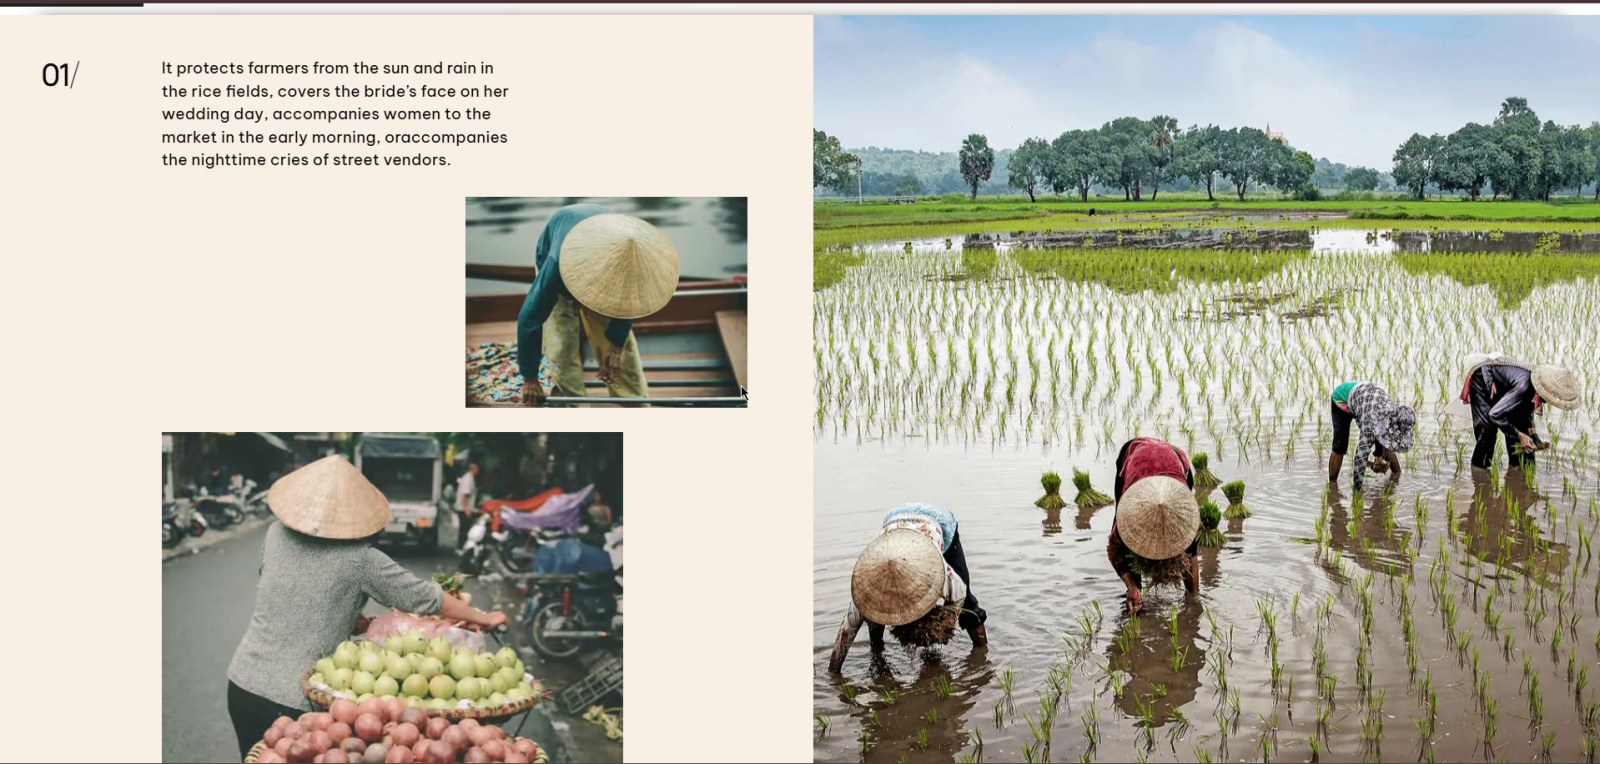 01/
It protects farmers from the sun and rain in
the rice fields, covers the bride’s face on her
wedding day, accompanies women to the
market in the early morning, oraccompanies
the nighttime cries of street vendors.